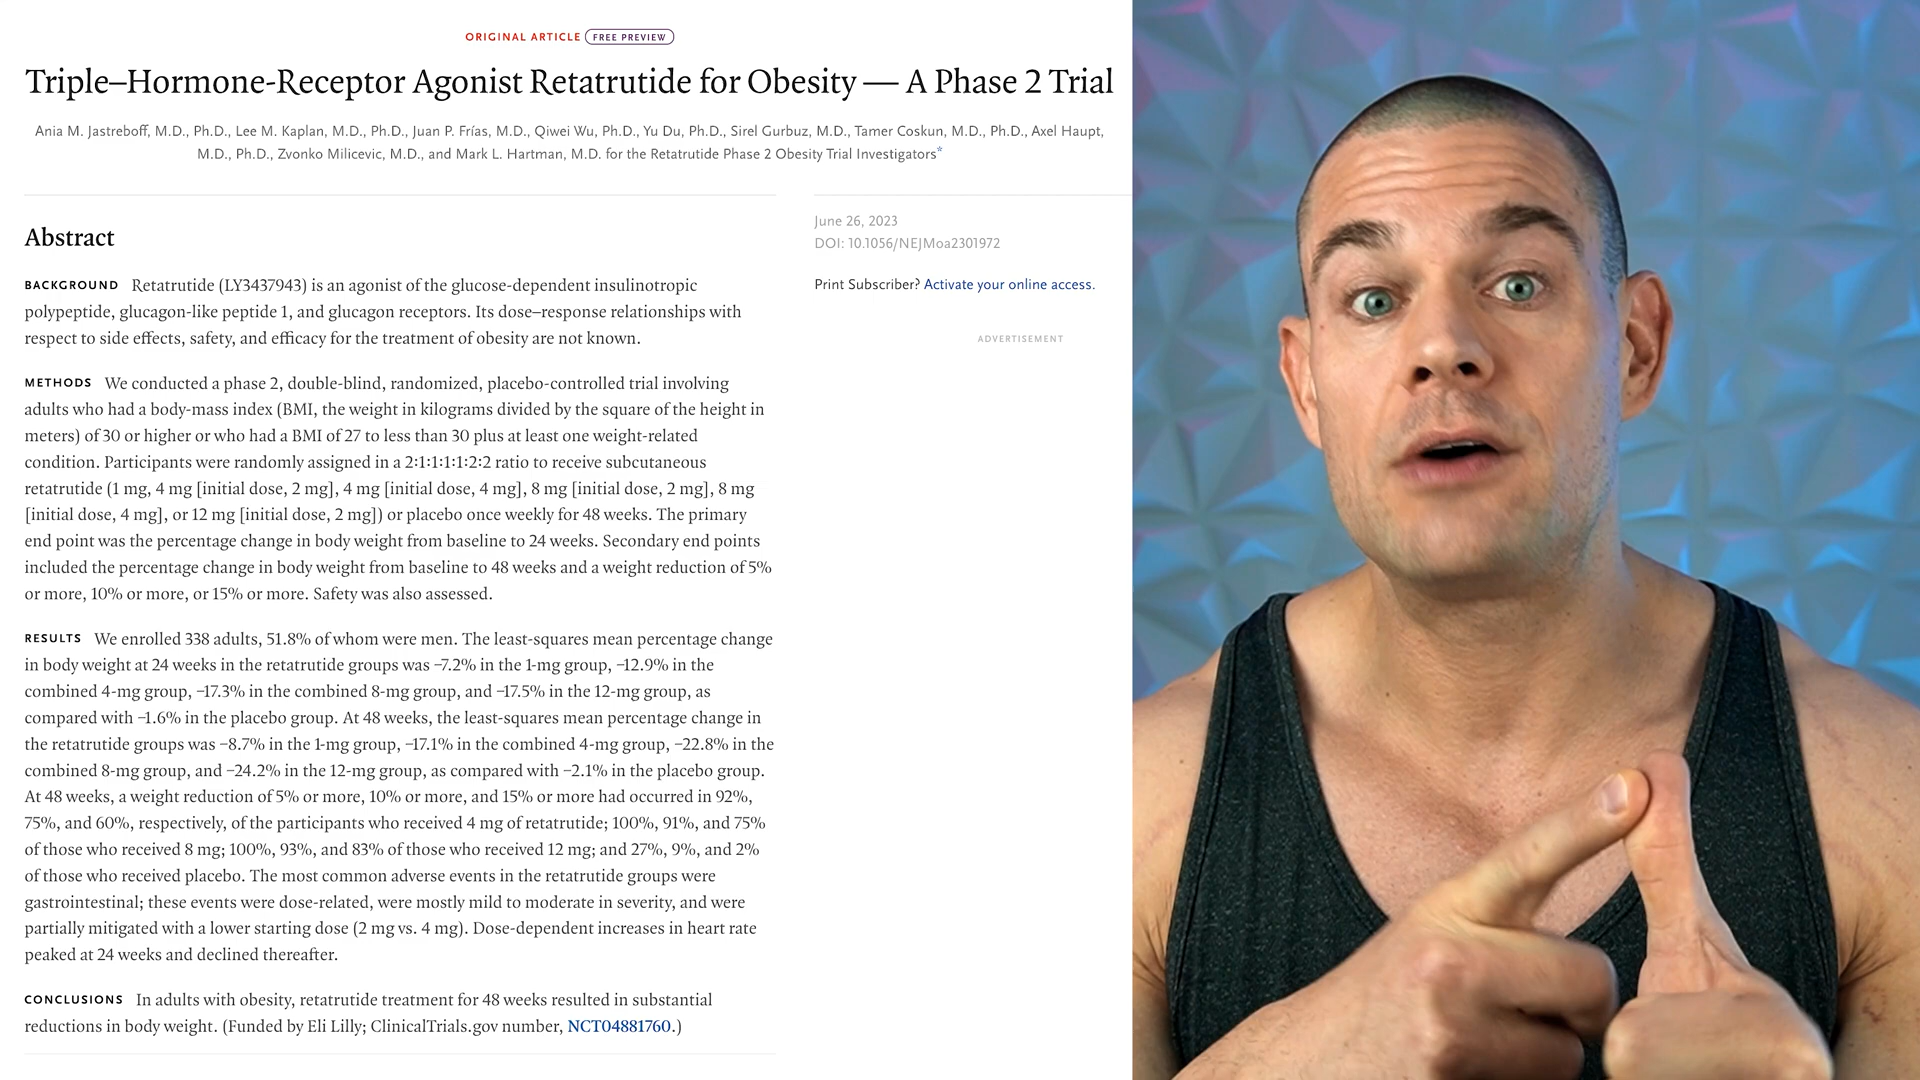 ORIGINAL ARTICLE FREE PREVIEW
Triple–Hormone-Receptor Agonist Retatrutide for Obesity — A Phase 2 Trial
Ania M. Jastreboff, M.D., Ph.D., Lee M. Kaplan, M.D., Ph.D., Juan P. Frías, M.D., Qiwei Wu, Ph.D., Yu Du, Ph.D., Sirel Gurbuz, M.D., Tamer Coskun, M.D., Ph.D., Axel Haupt,
M.D., Ph.D., Zvonko Milicevic, M.D., and Mark L. Hartman, M.D. for the Retatrutide Phase 2 Obesity Trial Investigators*
Abstract
BACKGROUND Retatrutide (LY3437943) is an agonist of the glucose-dependent insulinotropic
polypeptide, glucagon-like peptide 1, and glucagon receptors. Its dose–response relationships with
respect to side effects, safety, and efficacy for the treatment of obesity are not known.
METHODS We conducted a phase 2, double-blind, randomized, placebo-controlled trial involving
adults who had a body-mass index (BMI, the weight in kilograms divided by the square of the height in
meters) of 30 or higher or who had a BMI of 27 to less than 30 plus at least one weight-related
condition. Participants were randomly assigned in a 2:1:1:1:1:2:2 ratio to receive subcutaneous
retatrutide (1 mg, 4 mg [initial dose, 2 mg], 4 mg [initial dose, 4 mg], 8 mg [initial dose, 2 mg], 8 mg
[initial dose, 4 mg], or 12 mg [initial dose, 2 mg]) or placebo once weekly for 48 weeks. The primary
end point was the percentage change in body weight from baseline to 24 weeks. Secondary end points
included the percentage change in body weight from baseline to 48 weeks and a weight reduction of 5%
or more, 10% or more, or 15% or more. Safety was also assessed.
RESULTS We enrolled 338 adults, 51.8% of whom were men. The least-squares mean percentage change
in body weight at 24 weeks in the retatrutide groups was −7.2% in the 1-mg group, −12.9% in the
combined 4-mg group, −17.3% in the combined 8-mg group, and −17.5% in the 12-mg group, as
compared with −1.6% in the placebo group. At 48 weeks, the least-squares mean percentage change in
the retatrutide groups was −8.7% in the 1-mg group, −17.1% in the combined 4-mg group, −22.8% in the
combined 8-mg group, and −24.2% in the 12-mg group, as compared with −2.1% in the placebo group.
At 48 weeks, a weight reduction of 5% or more, 10% or more, and 15% or more had occurred in 92%,
75%, and 60%, respectively, of the participants who received 4 mg of retatrutide; 100%, 91%, and 75%
of those who received 8 mg; 100%, 93%, and 83% of those who received 12 mg; and 27%, 9%, and 2%
of those who received placebo. The most common adverse events in the retatrutide groups were
gastrointestinal; these events were dose-related, were mostly mild to moderate in severity, and were
partially mitigated with a lower starting dose (2 mg vs. 4 mg). Dose-dependent increases in heart rate
peaked at 24 weeks and declined thereafter.
CONCLUSIONS In adults with obesity, retatrutide treatment for 48 weeks resulted in substantial
reductions in body weight. (Funded by Eli Lilly; ClinicalTrials.gov number, NCT04881760.)
June 26, 2023
DOI: 10.1056/NEJMoa2301972
Print Subscriber? Activate your online access.
ADVERTISEMENT